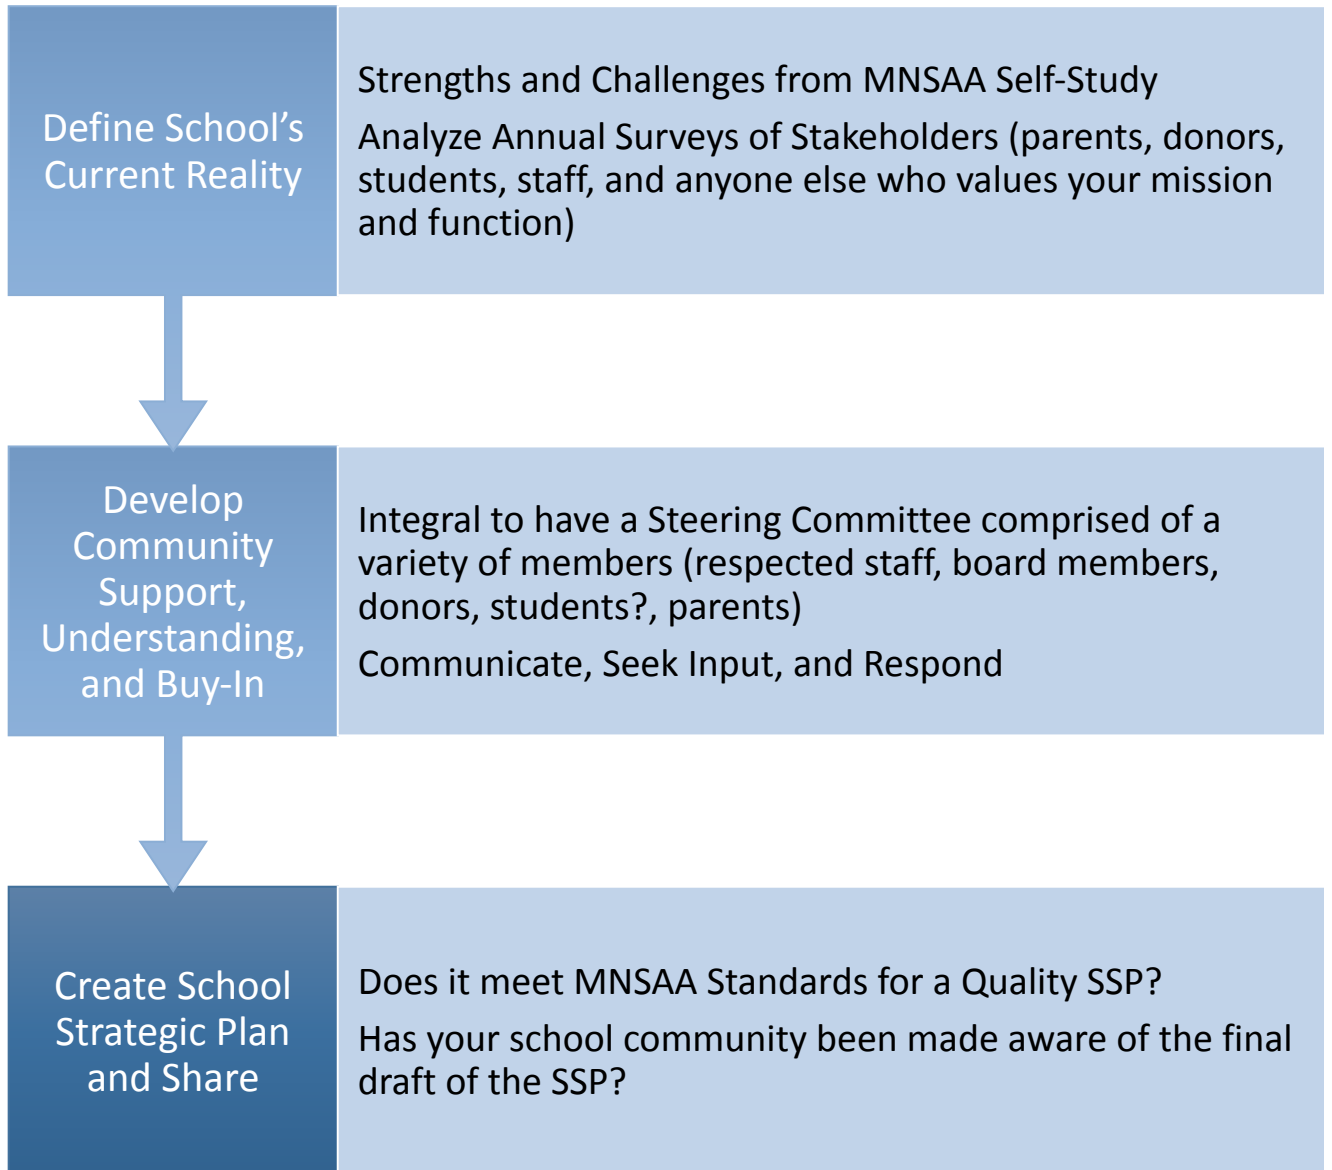 Define School’s
Current Reality
Strengths and Challenges from MNSAA Self-Study
Analyze Annual Surveys of Stakeholders (parents, donors,
students, staff, and anyone else who values your mission
and function)
Develop
Community
Support,
Understanding,
and Buy-In
Integral to have a Steering Committee comprised of a
variety of members (respected staff, board members,
donors, students?, parents)
Communicate, Seek Input, and Respond
Create School
Strategic Plan
and Share
Does it meet MNSAA Standards for a Quality SSP?
Has your school community been made aware of the final
draft of the SSP?